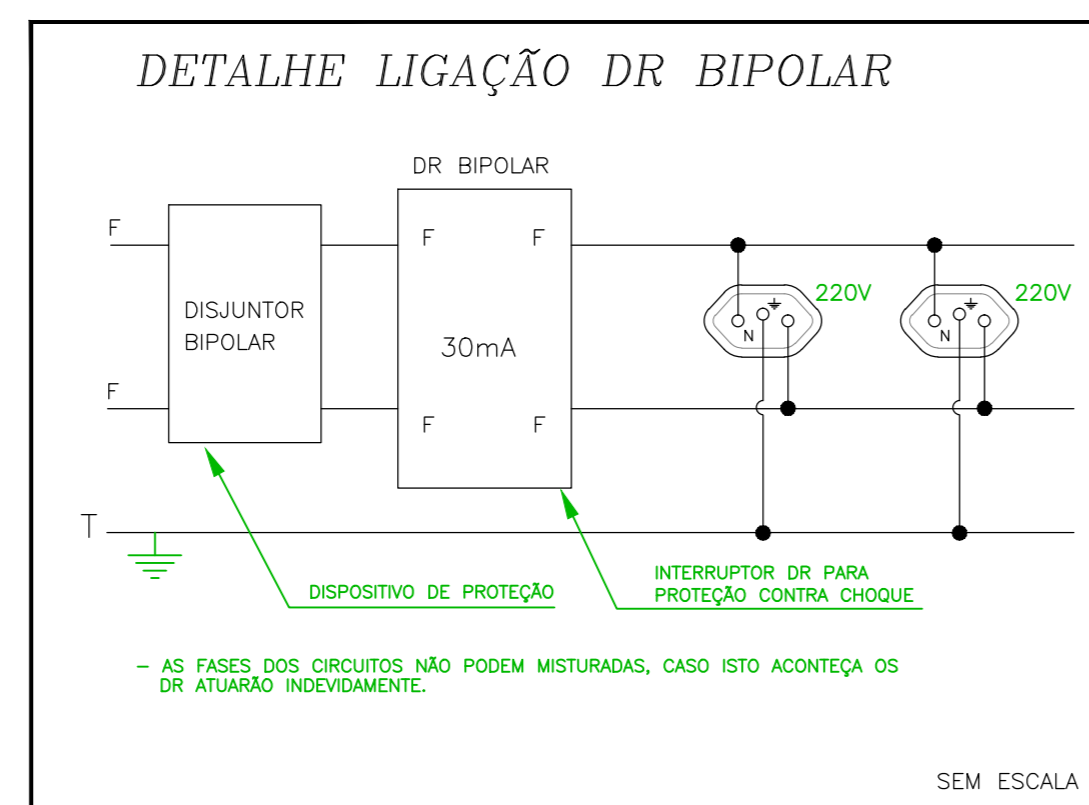 DETALHE LIGAÇÃO DR BIPOLAR
DR BIPOLAR
F
F F
220V 220V
DISJUNTOR
BIPOLAR
N N
30mA
F
F F
T
DISPOSITIVO DE PROTEÇÃO
INTERRUPTOR DR PARA
PROTEÇÃO CONTRA CHOQUE
– AS FASES DOS CIRCUITOS NÃO PODEM MISTURADAS, CASO ISTO ACONTEÇA OS
DR ATUARÃO INDEVIDAMENTE.
SEM ESCALA